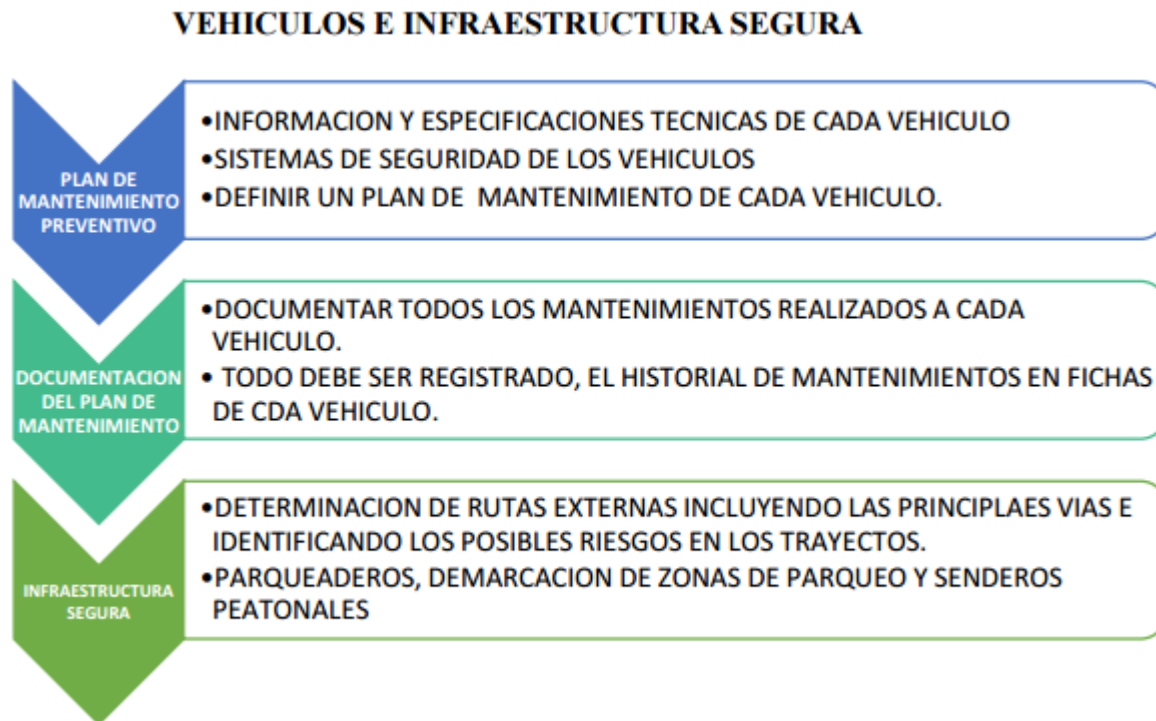 VEHICULOS E INFRAESTRUCTURA SEGURA
PLAN DE
MANTENIMIENTO
PREVENTIVO
•INFORMACION Y ESPECIFICACIONES TECNICAS DE CADA VEHICULO
•SISTEMAS DE SEGURIDAD DE LOS VEHICULOS
•DEFINIR UN PLAN DE MANTENIMIENTO DE CADA VEHICULO.
DOCUMENTACION
DEL PLAN DE
MANTENIMIENTO
•DOCUMENTAR TODOS LOS MANTENIMIENTOS REALIZADOS A CADA
VEHICULO.
• TODO DEBE SER REGISTRADO, EL HISTORIAL DE MANTENIMIENTOS EN FICHAS
DE CDA VEHICULO.
INFRAESTRUCTURA
SEGURA
•DETERMINACION DE RUTAS EXTERNAS INCLUYENDO LAS PRINCIPLAES VIAS E
IDENTIFICANDO LOS POSIBLES RIESGOS EN LOS TRAYECTOS.
•PARQUEADEROS, DEMARCACION DE ZONAS DE PARQUEO Y SENDEROS
PEATONALES